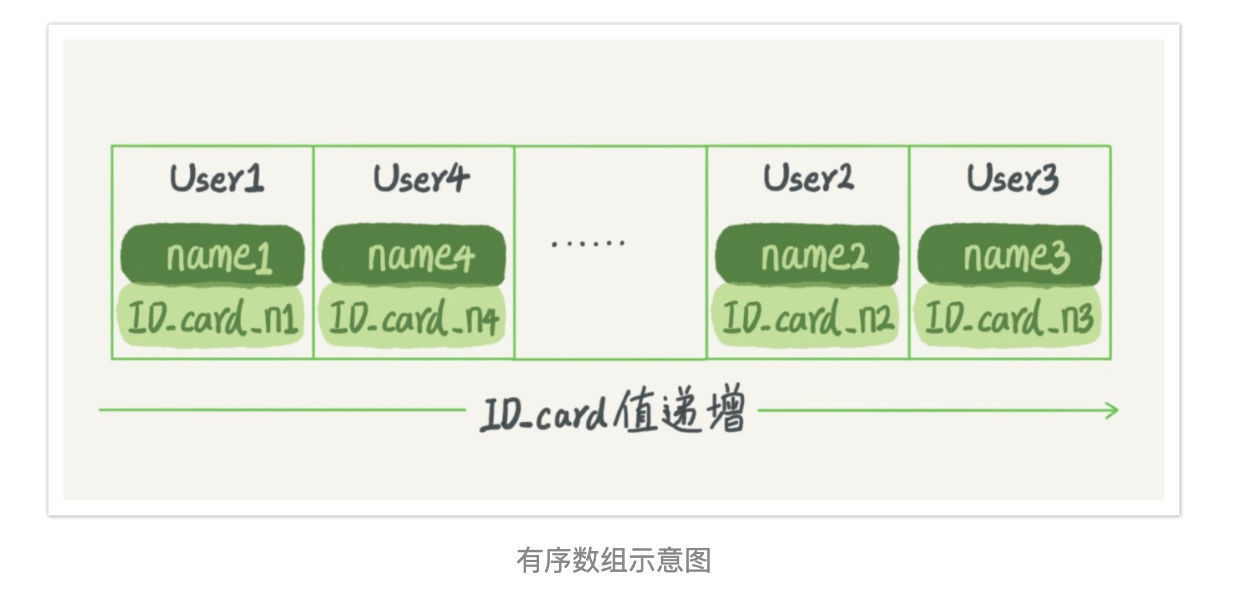 User1 User4 User2 User3
name1 name4 ...... name2 name3
ID_card_n1 ID_card_n4 ID_card_n2 ID_card_n3
ID_card值递增
有序数组示意图